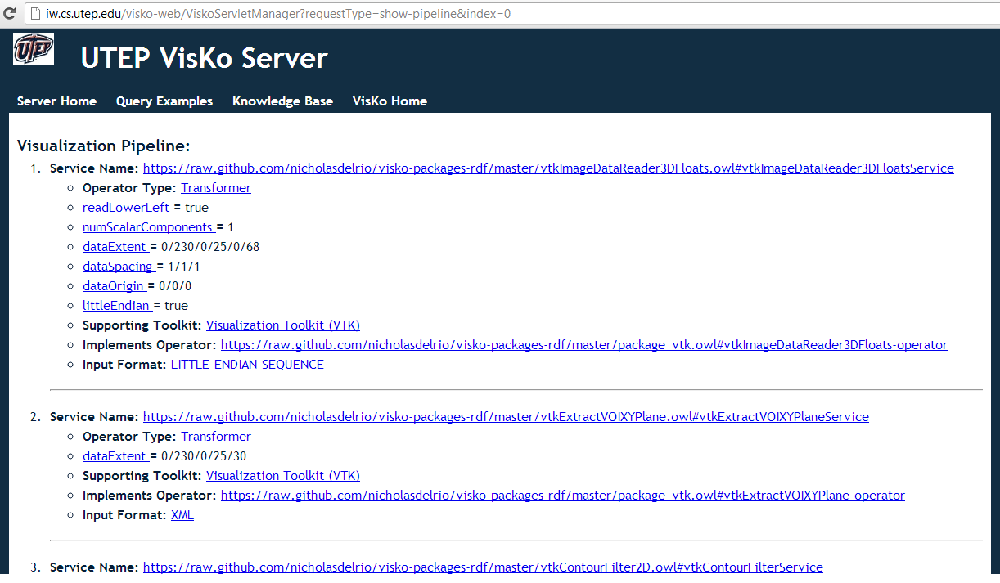 iw.cs.utep.edu/visko-web/ViskoServletManager?requestType=show-pipeline&index=0
UTEP
UTEP VisKo Server
Server Home Query Examples Knowledge Base VisKo Home
Visualization Pipeline:
1. Service Name: https://raw.github.com/nicholasdelrio/visko-packages-rdf/master/vtkImageDataReader3DFloats.owl#vtkImageDataReader3DFloatsService
Operator Type: Transformer
readLowerLeft = true
numScalarComponents = 1
dataExtent = 0/230/0/25/0/68
dataSpacing = 1/1/1
dataOrigin = 0/0/0
littleEndian = true
Supporting Toolkit: Visualization Toolkit (VTK)
Implements Operator: https://raw.github.com/nicholasdelrio/visko-packages-rdf/master/package_vtk.owl#vtkImageDataReader3DFloats-operator
Input Format: LITTLE-ENDIAN-SEQUENCE
2. Service Name: https://raw.github.com/nicholasdelrio/visko-packages-rdf/master/vtkExtractVOIXYPlane.owl#vtkExtractVOIXYPlaneService
Operator Type: Transformer
dataExtent = 0/230/0/25/30
Supporting Toolkit: Visualization Toolkit (VTK)
Implements Operator: https://raw.github.com/nicholasdelrio/visko-packages-rdf/master/package_vtk.owl#vtkExtractVOIXYPlane-operator
Input Format: XML
3. Service Name: https://raw.github.com/nicholasdelrio/visko-packages-rdf/master/vtkContourFilter2D.owl#vtkContourFilterService